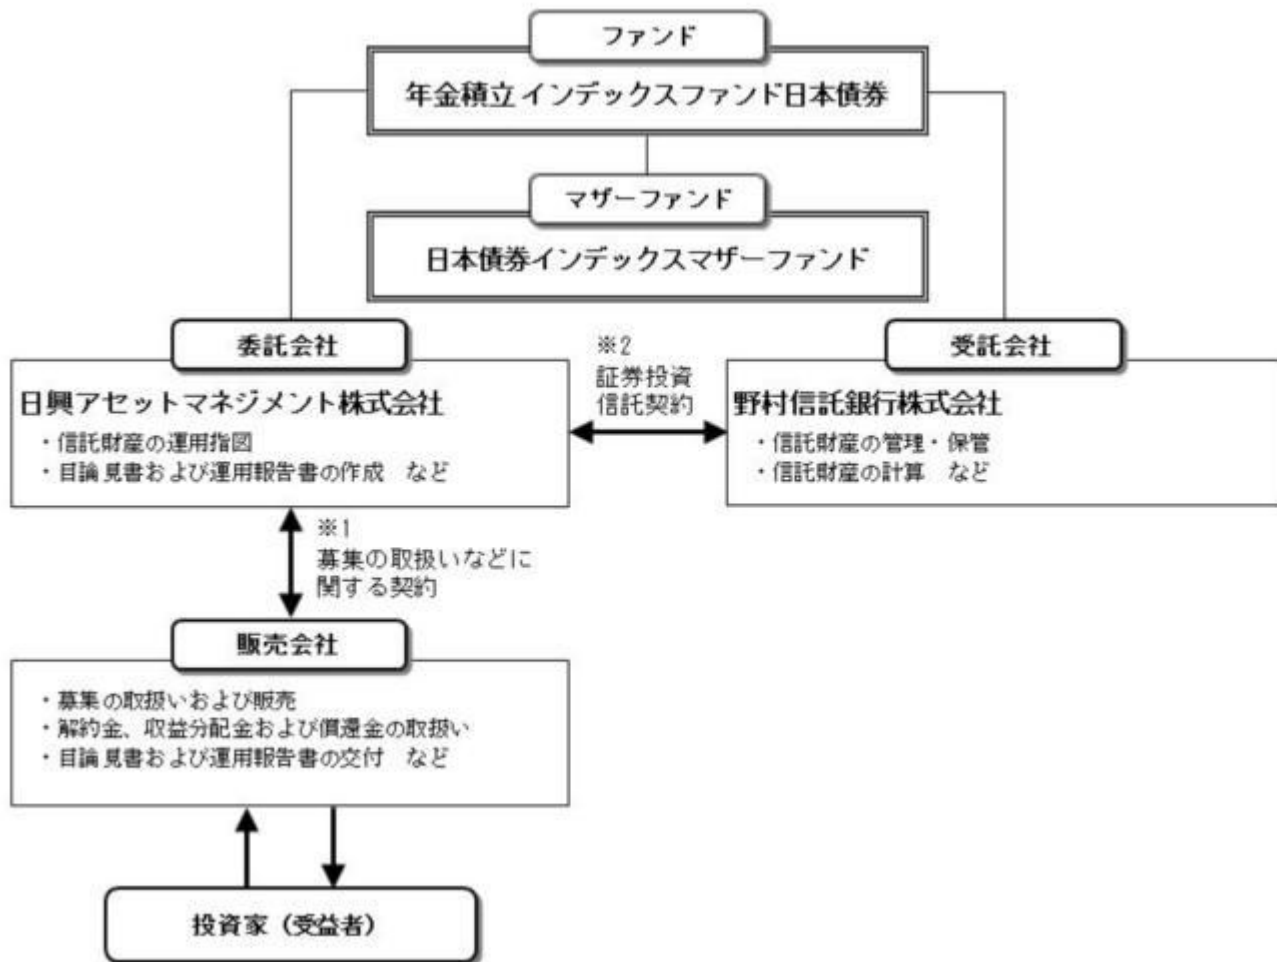 ファンド
年金積立 インデックスファンド日本債券
マザーファンド
日本債券インデックスマザーファンド
委託会社
日興アセットマネジメント株式会社
・信託財産の運用指図
・目論見書および運用報告書の作成　など
※2
証券投資
信託契約
受託会社
野村信託銀行株式会社
・信託財産の管理・保管
・信託財産の計算　など
※1
募集の取扱いなどに
関する契約
販売会社
・募集の取扱いおよび販売
・解約金、収益分配金および償還金の取扱い
・目論見書および運用報告書の交付　など
投資家（受益者）